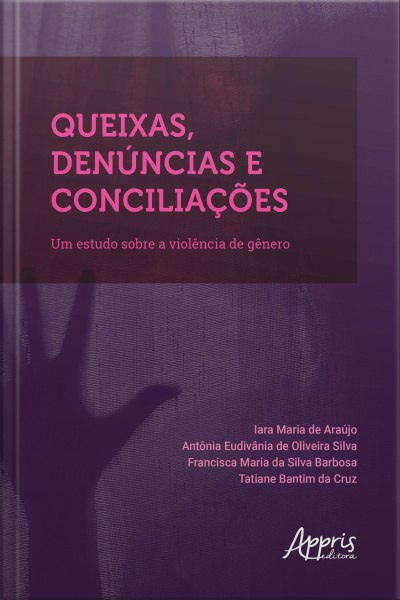 QUEIXAS,
DENÚNCIAS E
CONCILIAÇÕES
Um estudo sobre a violência de gênero
Iara Maria de Araújo
Antônia Eudivânia de Oliveira Silva
Francisca Maria da Silva Barbosa
Tatiane Bantim da Cruz
Appris
editora